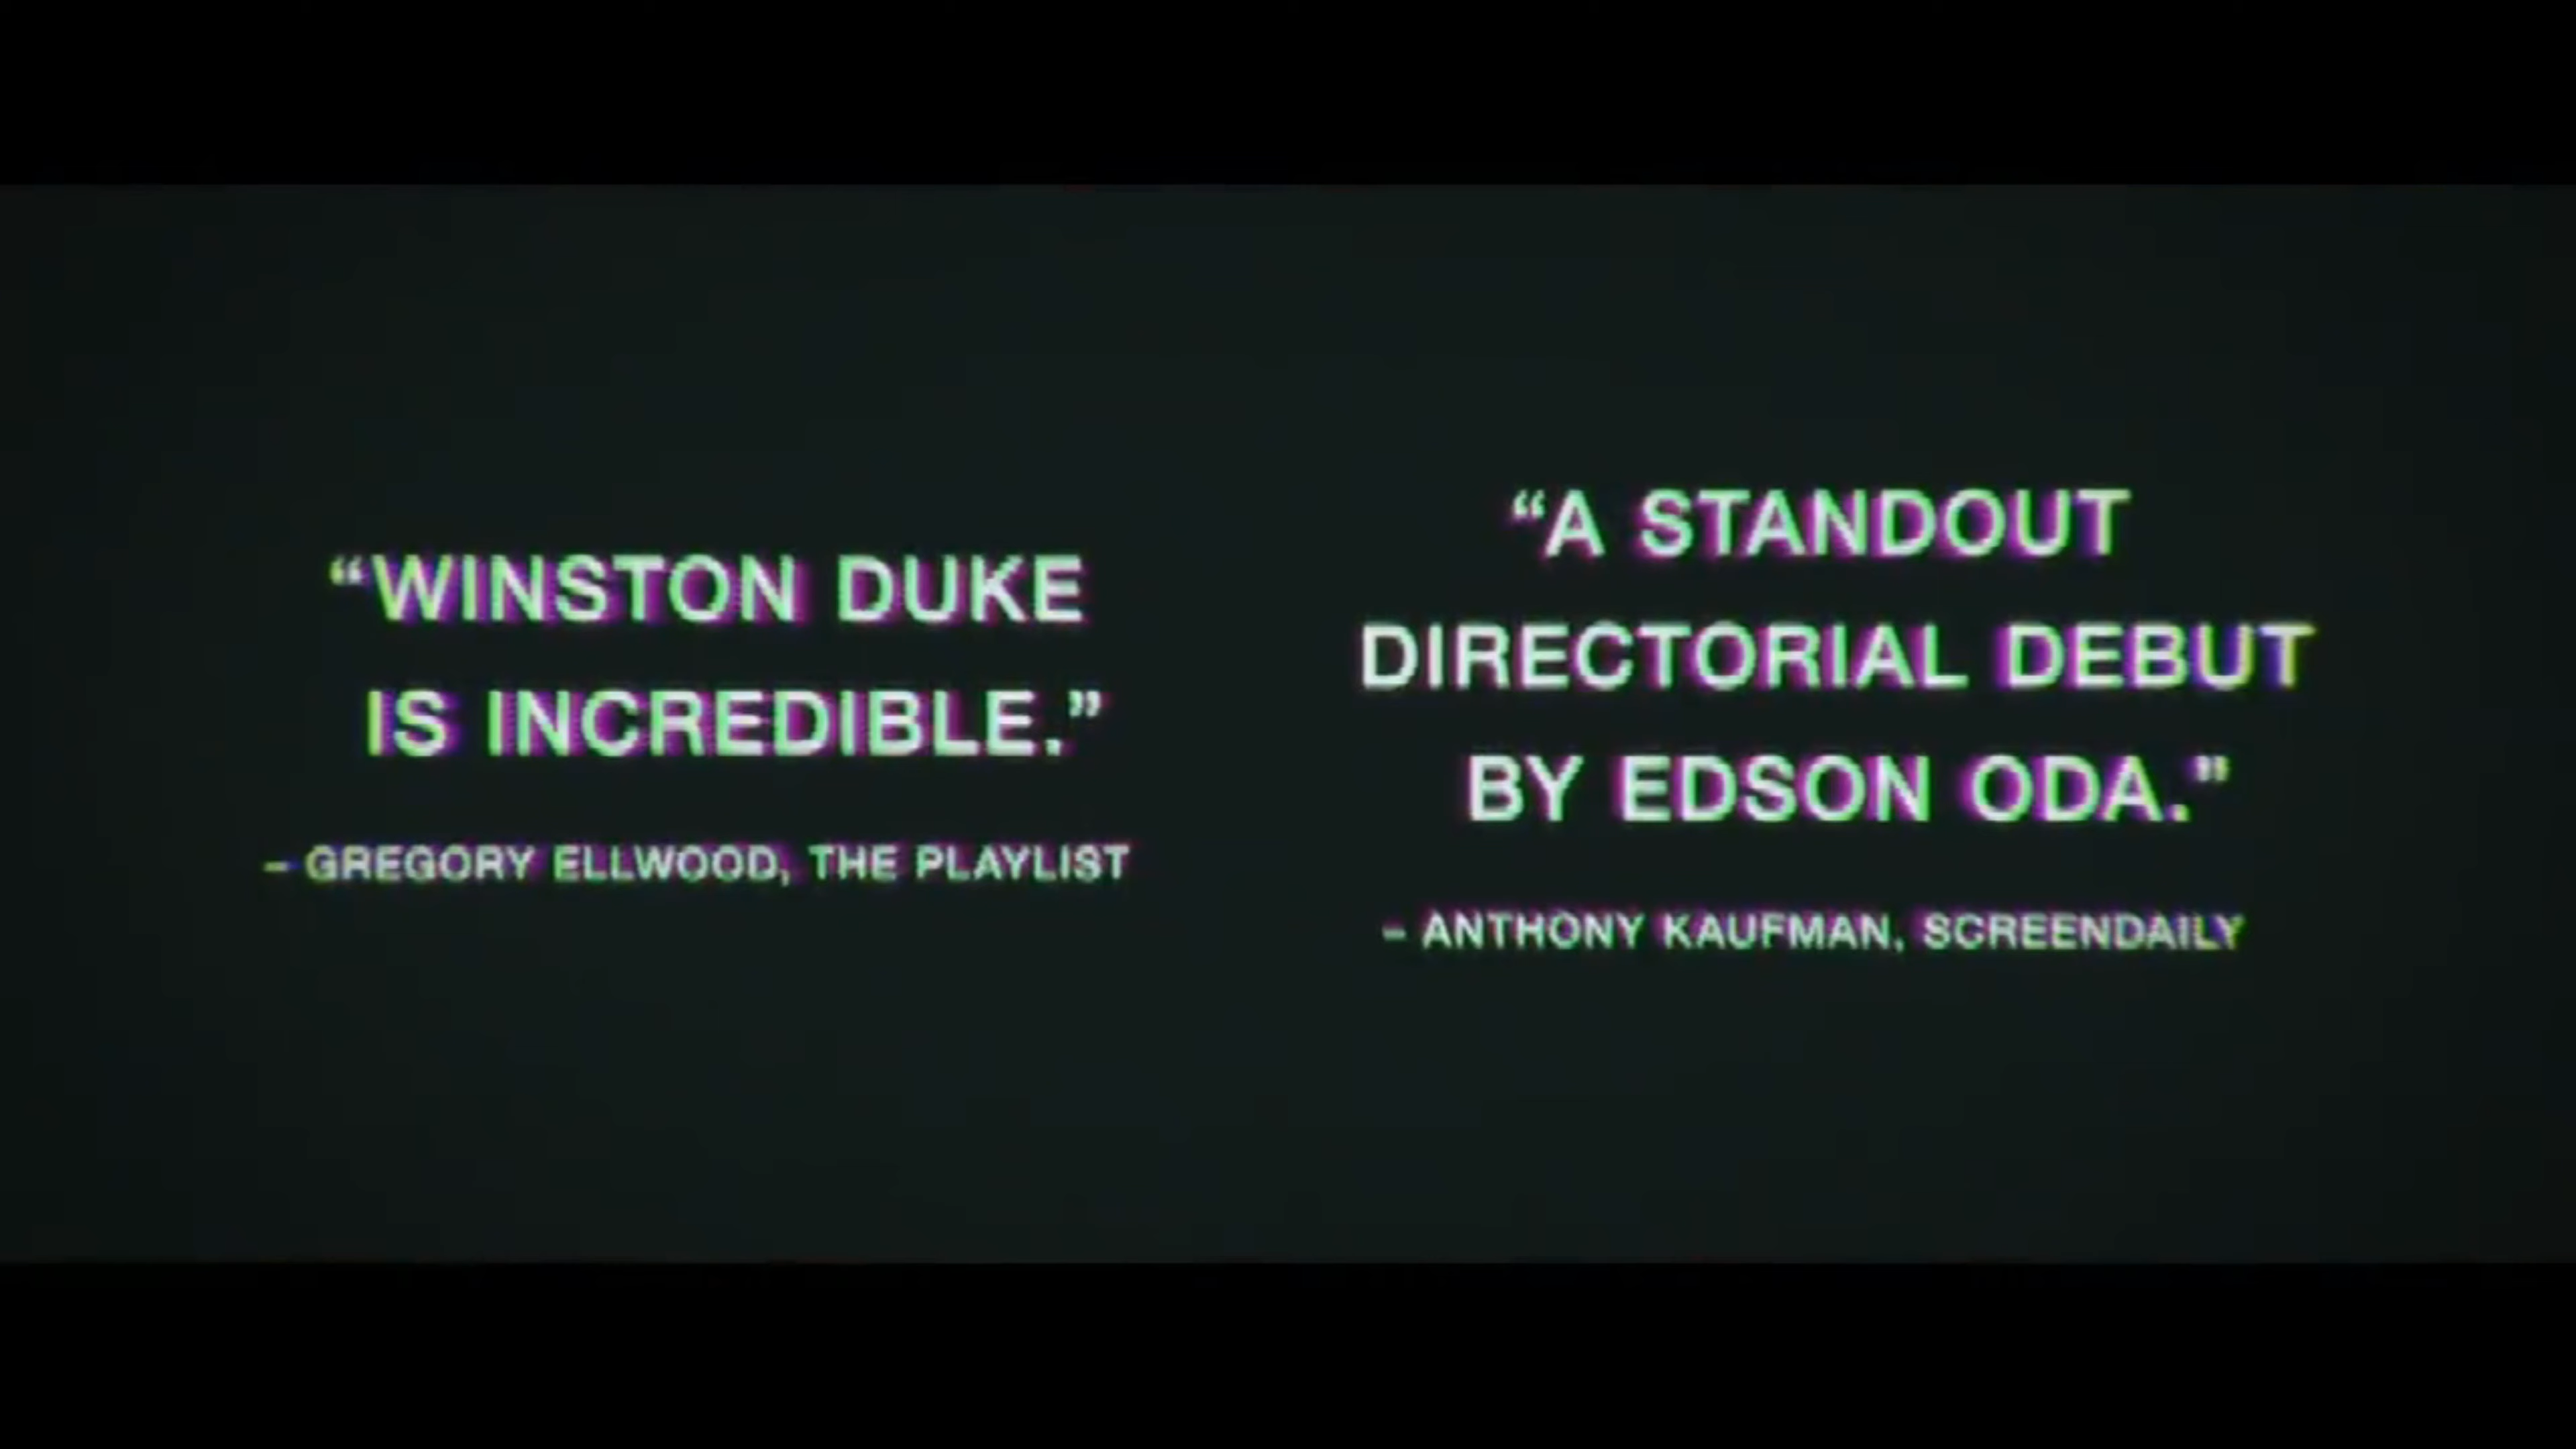 “WINSTON DUKE
IS INCREDIBLE.”
– GREGORY ELLWOOD, THE PLAYLIST
“A STANDOUT
DIRECTORIAL DEBUT
BY EDSON ODA.”
– ANTHONY KAUFMAN, SCREENDAILY